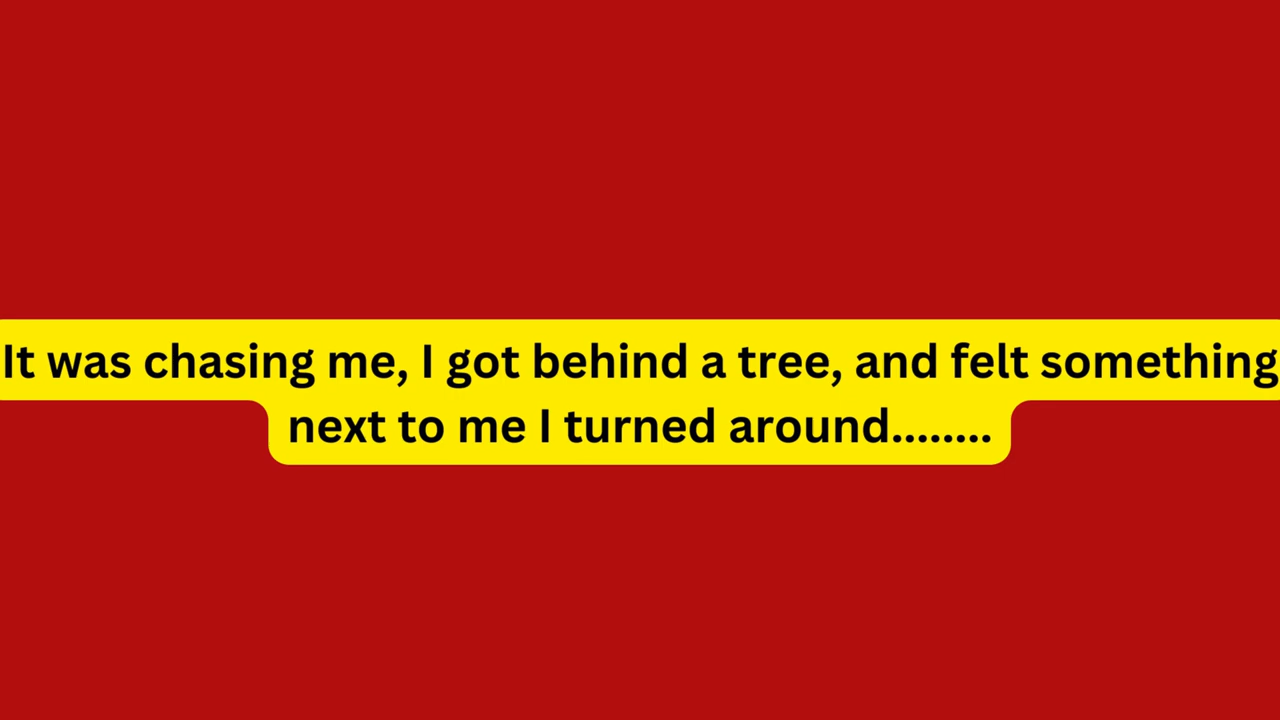 It was chasing me, I got behind a tree, and felt something
next to me I turned around........